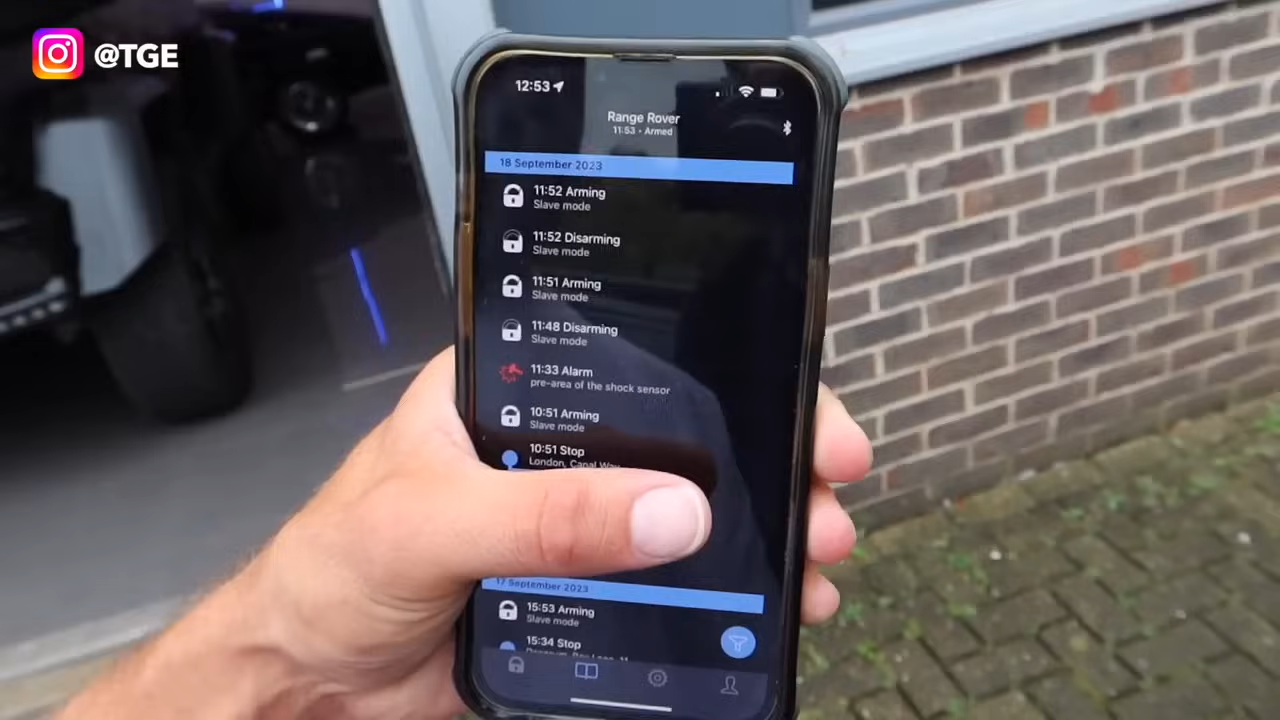 @TGE
12:53
Range Rover
11:53 • Armed
18 September 2023
11:52 Arming
Slave mode
11:52 Disarming
Slave mode
11:51 Arming
Slave mode
11:48 Disarming
Slave mode
11:33 Alarm
pre-area of the shock sensor
10:51 Arming
Slave mode
10:51 Stop
London, Canal Way
17 September 2023
15:53 Arming
Slave mode
15:34 Stop